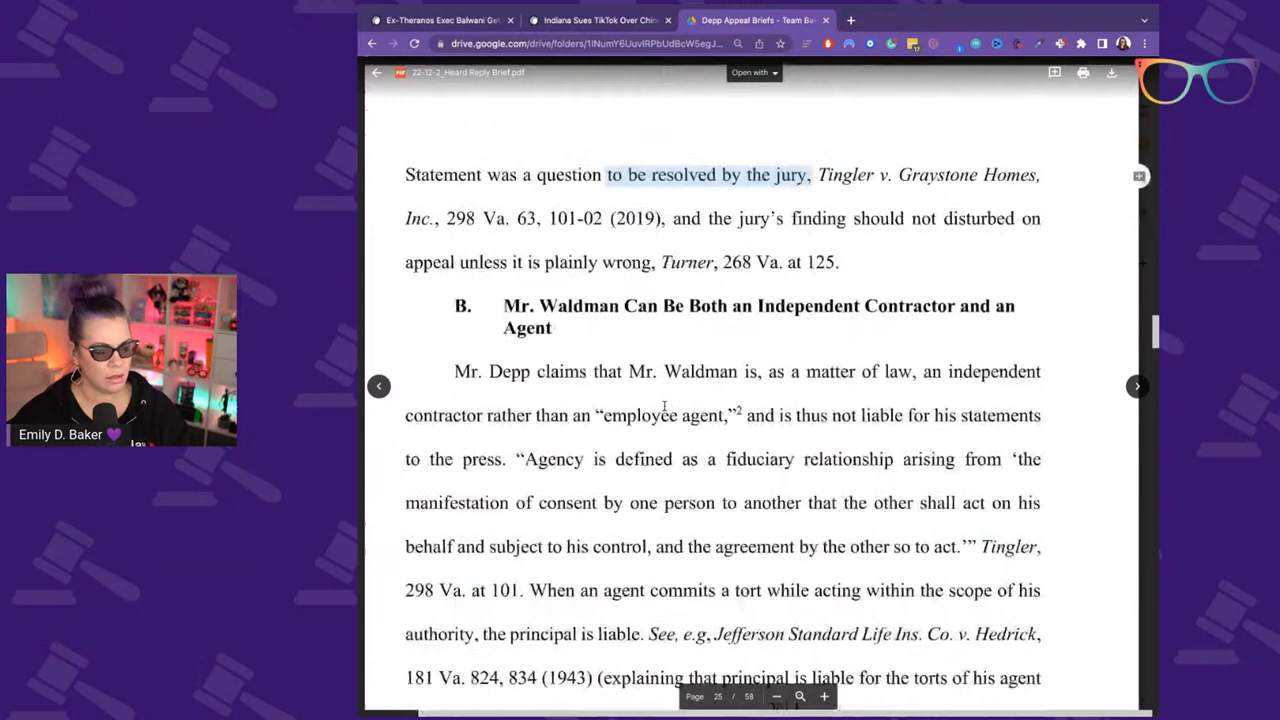 Ex-Theranos Exec Balwani Get
Indiana Sues TikTok Over Chin
Depp Appeal Briefs - Team Ba
drive.google.com/drive/folders/1INumY6UuvIRPbUdBcW5egJ...
22-12-2_Heard Reply Brief.pdf
Open with
Statement was a question to be resolved by the jury, Tingler v. Graystone Homes,
Inc., 298 Va. 63, 101-02 (2019), and the jury’s finding should not disturbed on
appeal unless it is plainly wrong, Turner, 268 Va. at 125.
B. Mr. Waldman Can Be Both an Independent Contractor and an
Agent
Mr. Depp claims that Mr. Waldman is, as a matter of law, an independent
contractor rather than an “employee agent,”2 and is thus not liable for his statements
to the press. “Agency is defined as a fiduciary relationship arising from ‘the
manifestation of consent by one person to another that the other shall act on his
behalf and subject to his control, and the agreement by the other so to act.’” Tingler,
298 Va. at 101. When an agent commits a tort while acting within the scope of his
authority, the principal is liable. See, e.g, Jefferson Standard Life Ins. Co. v. Hedrick,
181 Va. 824, 834 (1943) (explaining that principal is liable for the torts of his agent
Page 25 / 58
Emily D. Baker 💜